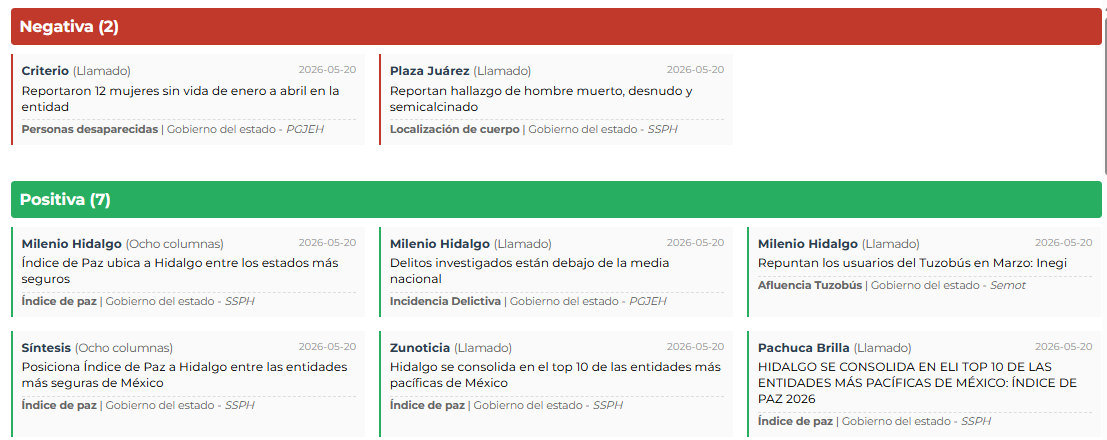 Negativa (2)
Criterio (Llamado) 2026-05-20
Reportaron 12 mujeres sin vida de enero a abril en la
entidad
Personas desaparecidas | Gobierno del estado - PGJEH
Plaza Juárez (Llamado) 2026-05-20
Reportan hallazgo de hombre muerto, desnudo y
semicalcinado
Localización de cuerpo | Gobierno del estado - SSPH
Positiva (7)
Milenio Hidalgo (Ocho columnas) 2026-05-20
Índice de Paz ubica a Hidalgo entre los estados más
seguros
Índice de paz | Gobierno del estado - SSPH
Milenio Hidalgo (Llamado) 2026-05-20
Delitos investigados están debajo de la media
nacional
Incidencia Delictiva | Gobierno del estado - PGJEH
Milenio Hidalgo (Llamado) 2026-05-20
Repuntan los usuarios del Tuzobús en Marzo: Inegi
Afluencia Tuzobús | Gobierno del estado - Semot
Síntesis (Ocho columnas) 2026-05-20
Posiciona Índice de Paz a Hidalgo entre las entidades
más seguras de México
Índice de paz | Gobierno del estado - SSPH
Zunoticia (Llamado) 2026-05-20
Hidalgo se consolida en el top 10 de las entidades más
pacíficas de México
Índice de paz | Gobierno del estado - SSPH
Pachuca Brilla (Llamado) 2026-05-20
HIDALGO SE CONSOLIDA EN ELI TOP 10 DE LAS
ENTIDADES MÁS PACÍFICAS DE MÉXICO: ÍNDICE DE
PAZ 2026
Índice de paz | Gobierno del estado - SSPH